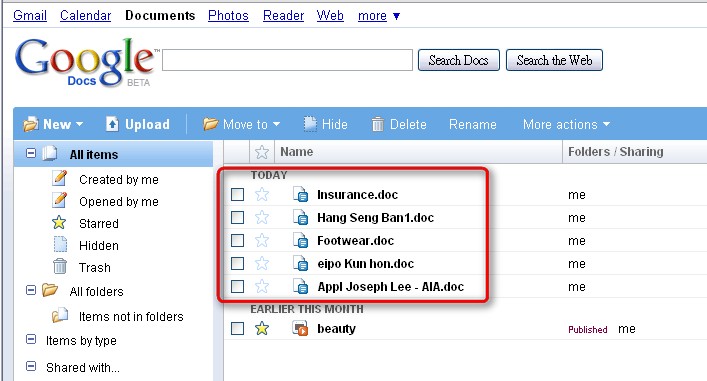 Gmail Calendar Documents Photos Reader Web more ▼
Google™
Docs BETA
Search Docs Search the Web
New Upload Move to Hide Delete Rename More actions
All items
Created by me
Opened by me
Starred
Hidden
Trash
All folders
Items not in folders
Items by type
Shared with...
Name Folders / Sharing
TODAY
Insurance.doc me
Hang Seng Ban1.doc me
Footwear.doc me
eipo Kun hon.doc me
Appl Joseph Lee - AIA.doc me
EARLIER THIS MONTH
beauty Published me